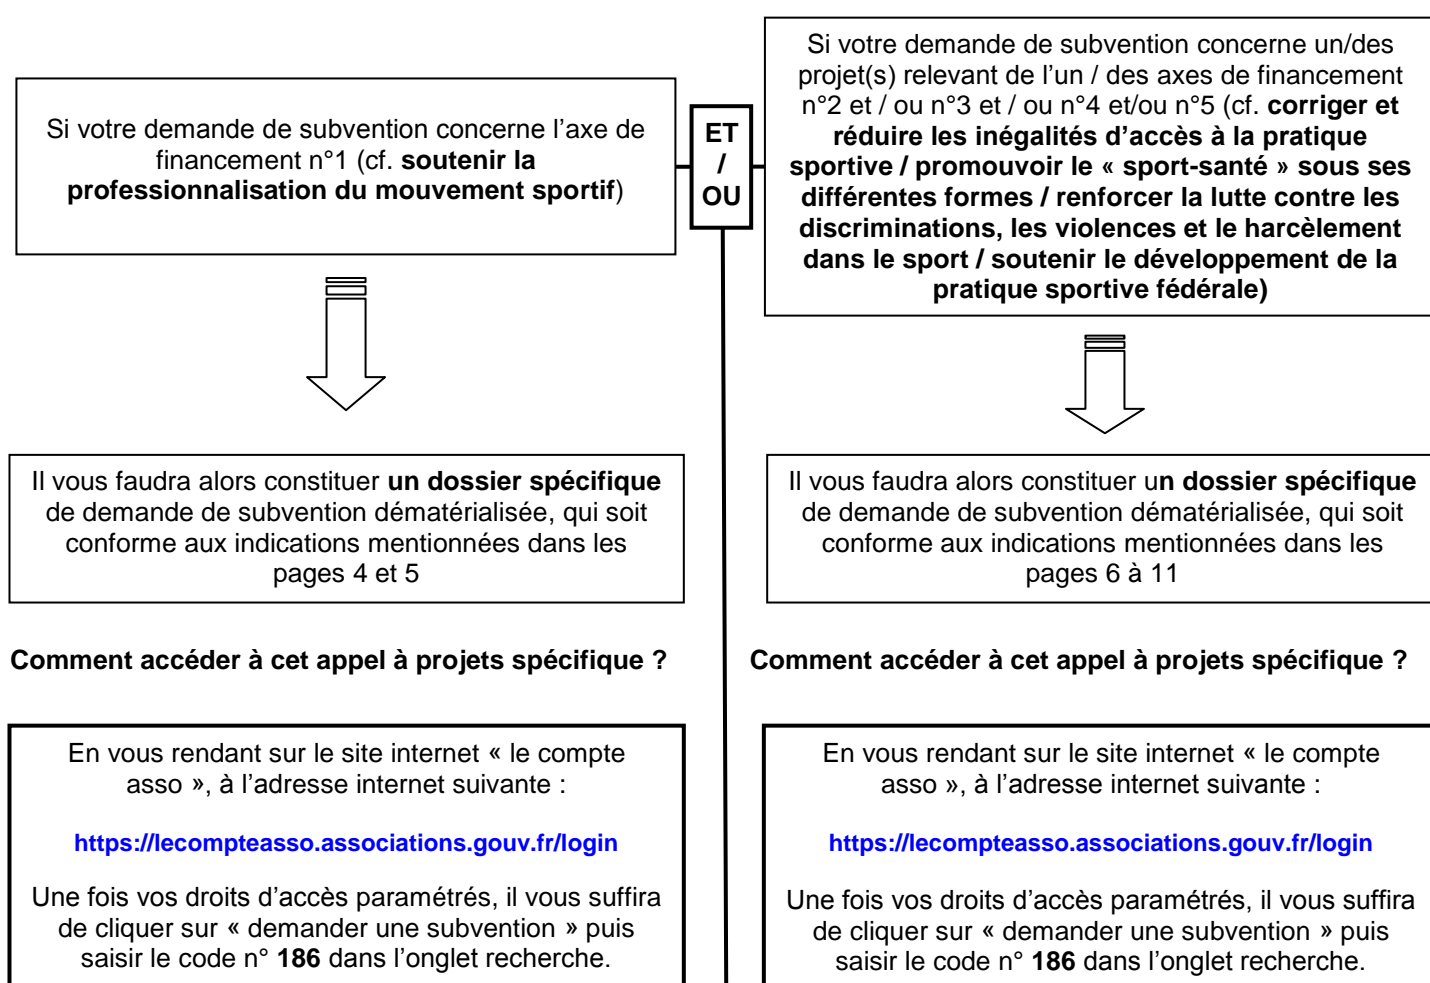 Si votre demande de subvention concerne l’axe de
financement n°1 (cf. soutenir la
professionnalisation du mouvement sportif)
ET
/
OU
Si votre demande de subvention concerne un/des
projet(s) relevant de l’un / des axes de financement
n°2 et / ou n°3 et / ou n°4 et/ou n°5 (cf. corriger et
réduire les inégalités d’accès à la pratique
sportive / promouvoir le « sport-santé » sous ses
différentes formes / renforcer la lutte contre les
discriminations, les violences et le harcèlement
dans le sport / soutenir le développement de la
pratique sportive fédérale)
Il vous faudra alors constituer un dossier spécifique
de demande de subvention dématérialisée, qui soit
conforme aux indications mentionnées dans les
pages 4 et 5
Il vous faudra alors constituer un dossier spécifique
de demande de subvention dématérialisée, qui soit
conforme aux indications mentionnées dans les
pages 6 à 11
Comment accéder à cet appel à projets spécifique ?
Comment accéder à cet appel à projets spécifique ?
En vous rendant sur le site internet « le compte
asso », à l’adresse internet suivante :
https://lecompteasso.associations.gouv.fr/login
Une fois vos droits d’accès paramétrés, il vous suffira
de cliquer sur « demander une subvention » puis
saisir le code n° 186 dans l’onglet recherche.
En vous rendant sur le site internet « le compte
asso », à l’adresse internet suivante :
https://lecompteasso.associations.gouv.fr/login
Une fois vos droits d’accès paramétrés, il vous suffira
de cliquer sur « demander une subvention » puis
saisir le code n° 186 dans l’onglet recherche.